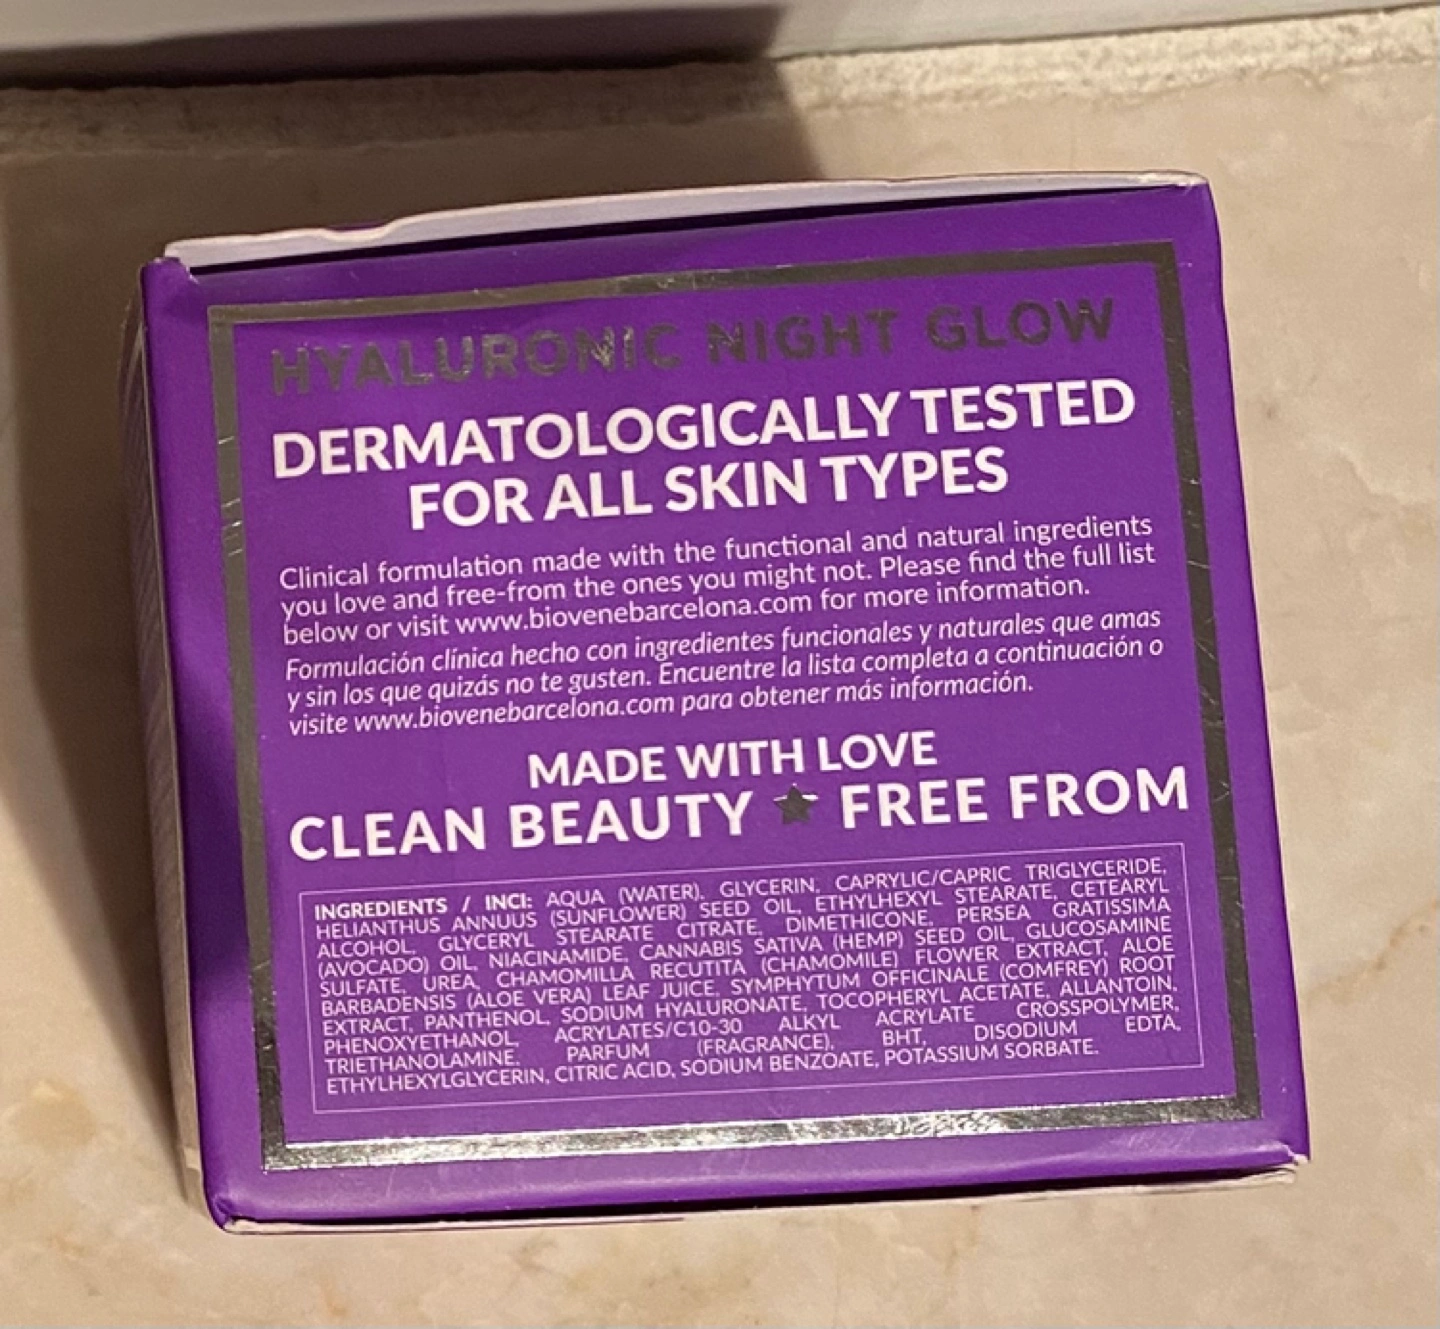 HYALURONIC NIGHT GLOW
DERMATOLOGICALLY TESTED
FOR ALL SKIN TYPES
Clinical formulation made with the functional and natural ingredients
you love and free-from the ones you might not. Please find the full list
below or visit www.biovenebarcelona.com for more information.
Formulación clínica hecho con ingredientes funcionales y naturales que amas
y sin los que quizás no te gusten. Encuentre la lista completa a continuación o
visite www.biovenebarcelona.com para obtener más información.
MADE WITH LOVE
CLEAN BEAUTY ★ FREE FROM
INGREDIENTS / INCI: AQUA (WATER), GLYCERIN, CAPRYLIC/CAPRIC TRIGLYCERIDE,
HELIANTHUS ANNUUS (SUNFLOWER) SEED OIL, ETHYLHEXYL STEARATE, CETEARYL
ALCOHOL, GLYCERYL STEARATE CITRATE, DIMETHICONE, PERSEA GRATISSIMA
(AVOCADO) OIL, NIACINAMIDE, CANNABIS SATIVA (HEMP) SEED OIL, GLUCOSAMINE
SULFATE, UREA, CHAMOMILLA RECUTITA (CHAMOMILE) FLOWER EXTRACT, ALOE
BARBADENSIS (ALOE VERA) LEAF JUICE, SYMPHYTUM OFFICINALE (COMFREY) ROOT
EXTRACT, PANTHENOL, SODIUM HYALURONATE, TOCOPHERYL ACETATE, ALLANTOIN,
PHENOXYETHANOL, ACRYLATES/C10-30 ALKYL ACRYLATE CROSSPOLYMER,
TRIETHANOLAMINE, PARFUM (FRAGRANCE), BHT, DISODIUM EDTA,
ETHYLHEXYLGLYCERIN, CITRIC ACID, SODIUM BENZOATE, POTASSIUM SORBATE.